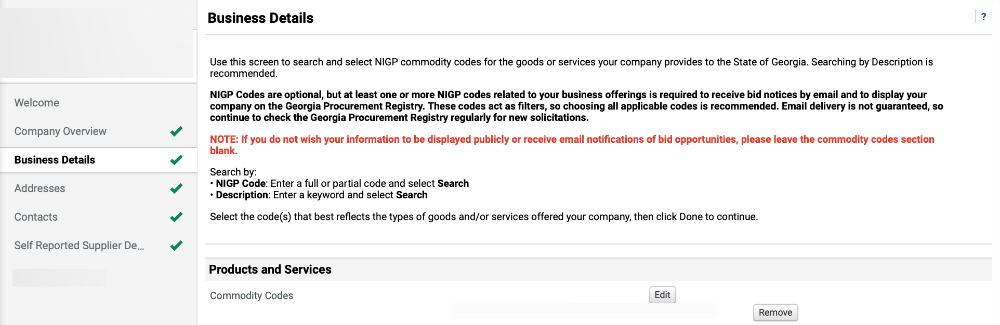 Business Details
?
Use this screen to search and select NIGP commodity codes for the goods or services your company provides to the State of Georgia. Searching by Description is
recommended.
NIGP Codes are optional, but at least one or more NIGP codes related to your business offerings is required to receive bid notices by email and to display your
company on the Georgia Procurement Registry. These codes act as filters, so choosing all applicable codes is recommended. Email delivery is not guaranteed, so
continue to check the Georgia Procurement Registry regularly for new solicitations.
NOTE: If you do not wish your information to be displayed publicly or receive email notifications of bid opportunities, please leave the commodity codes section
blank.
Search by:
• NIGP Code: Enter a full or partial code and select Search
• Description: Enter a keyword and select Search
Select the code(s) that best reflects the types of goods and/or services offered your company, then click Done to continue.
Products and Services
Commodity Codes
Edit
Remove
Welcome
Company Overview
Business Details
Addresses
Contacts
Self Reported Supplier De...